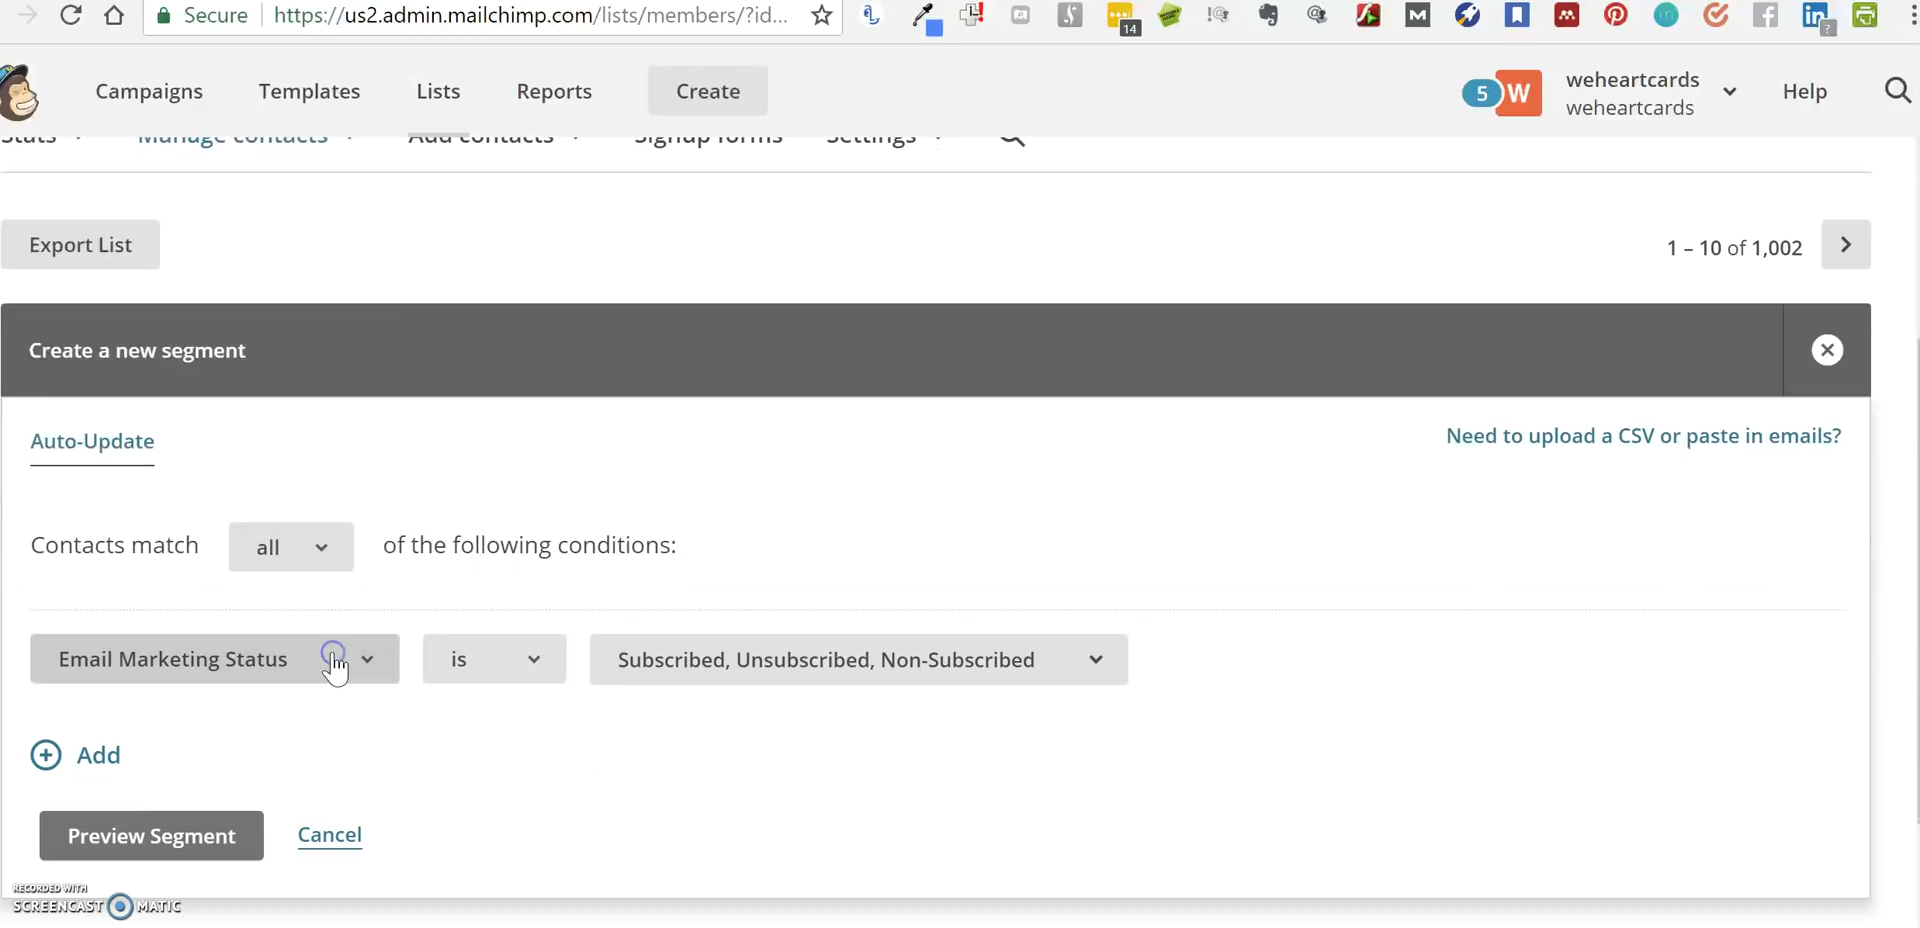 Secure https://us2.admin.mailchimp.com/lists/members/?id...
14
M
?
Campaigns Templates Lists Reports Create 5 W weheartcards weheartcards Help
Stats Manage contacts Add contacts Signup forms Settings
Export List 1 – 10 of 1,002
Create a new segment
Auto-Update Need to upload a CSV or paste in emails?
Contacts match all of the following conditions:
Email Marketing Status is Subscribed, Unsubscribed, Non-Subscribed
Add
Preview Segment Cancel
RECORDED WITH
SCREENCAST MATIC